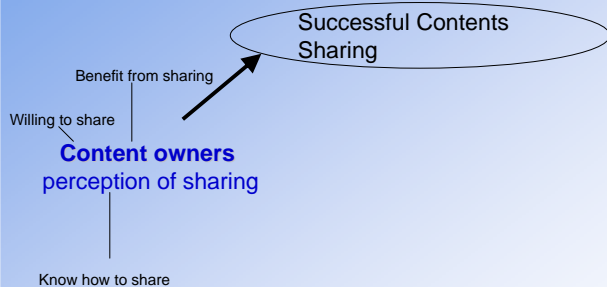 Successful Contents
Sharing
Benefit from sharing
Willing to share
Content owners
perception of sharing
Know how to share